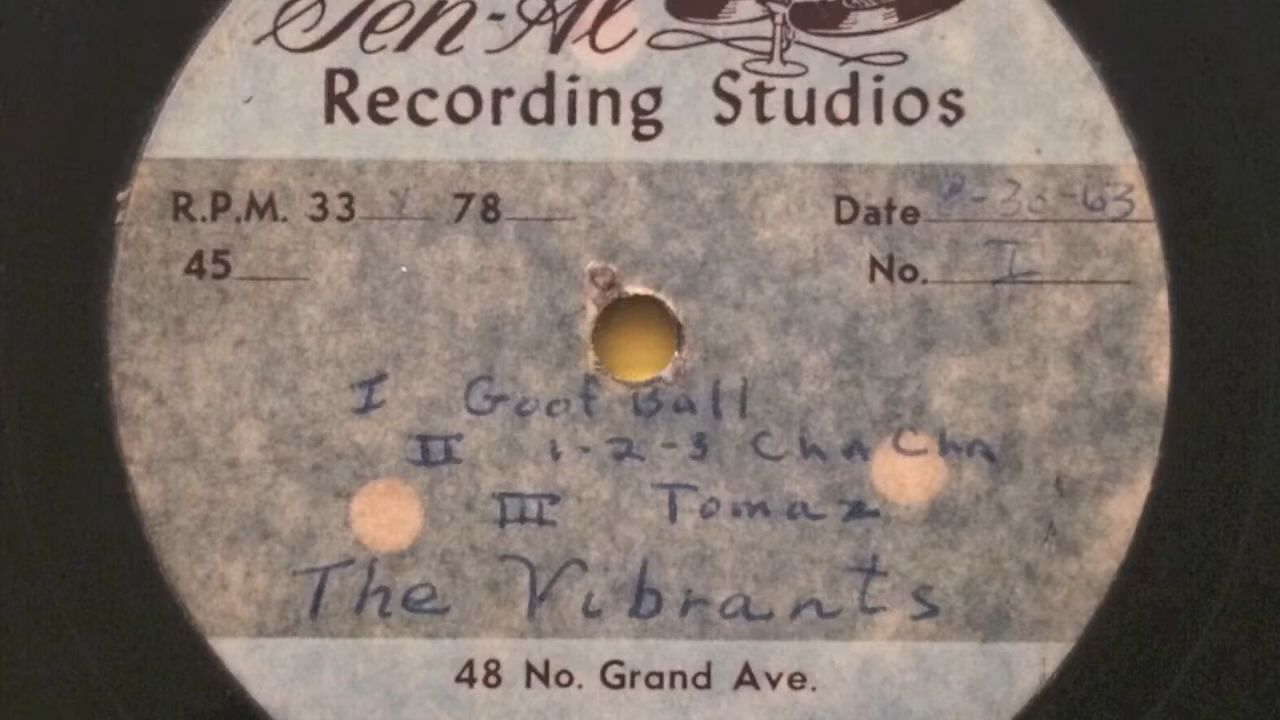 Recording Studios
R.P.M. 33 78 Date -30-63
45 No. I
I Goof Ball
II 1-2-3 Cha Cha
III Tomaz
The Vibrants
48 No. Grand Ave.